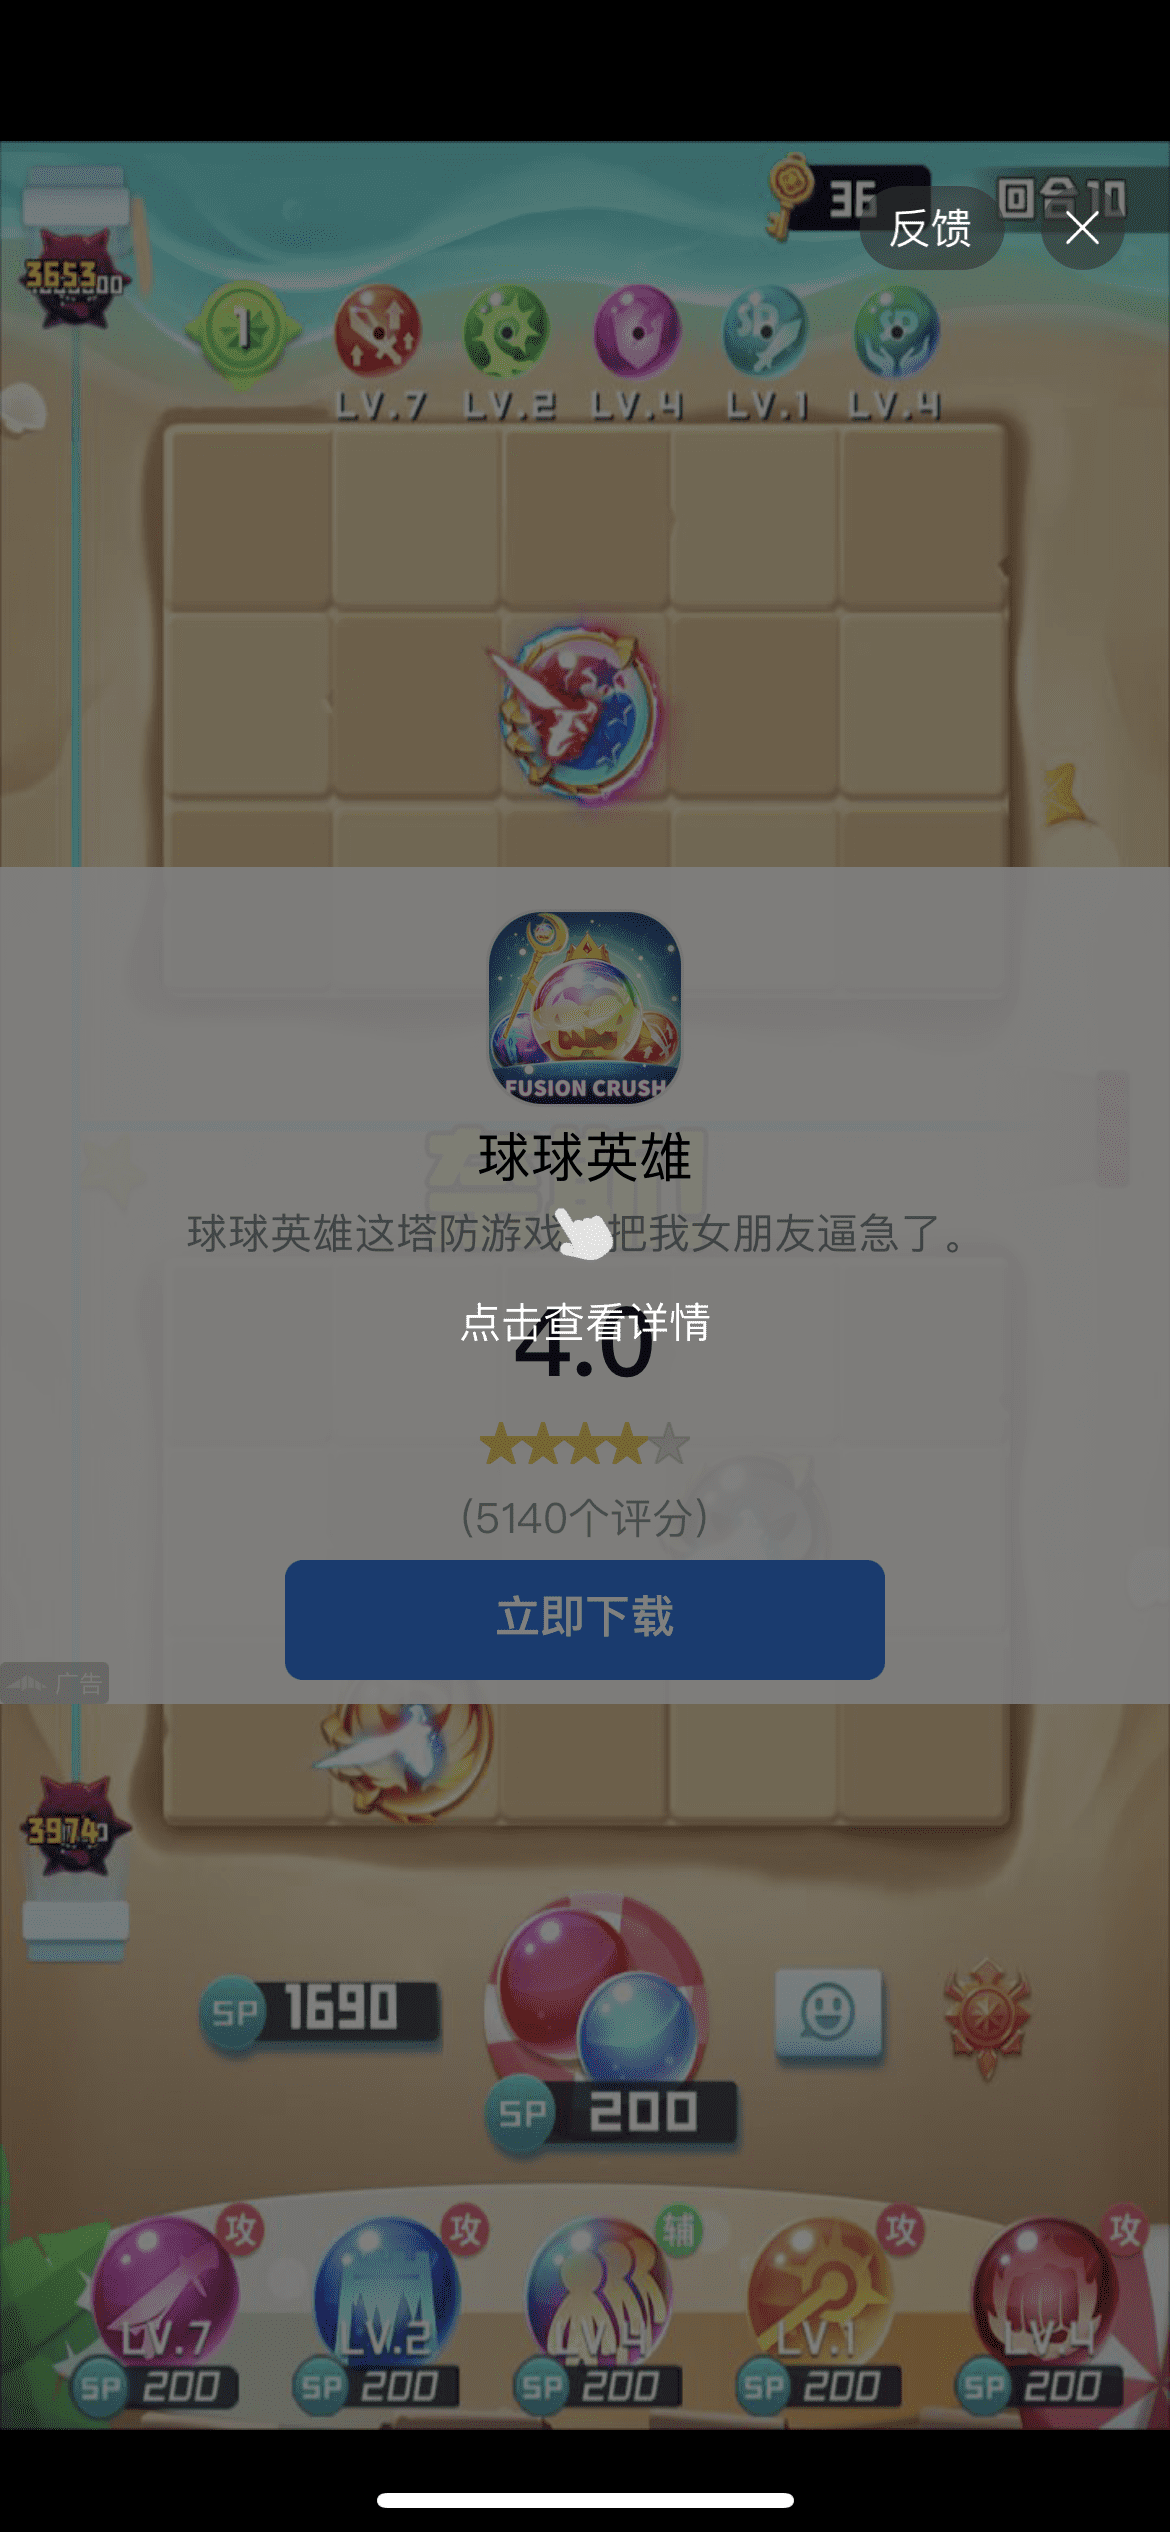 36
回合10
反馈
3653
1
SP
SP
LV.7 LV.2 LV.4 LV.1 LV.4
FUSION CRUSH
球球英雄
球球英雄这塔防游戏 把我女朋友逼急了。
点击查看详情
4.0
(5140个评分)
立即下载
广告
3974
SP 1690
SP 200
攻 攻 辅 攻 攻
LV.7 LV.2 LV.4 LV.1 LV.4
SP 200 SP 200 SP 200 SP 200 SP 200